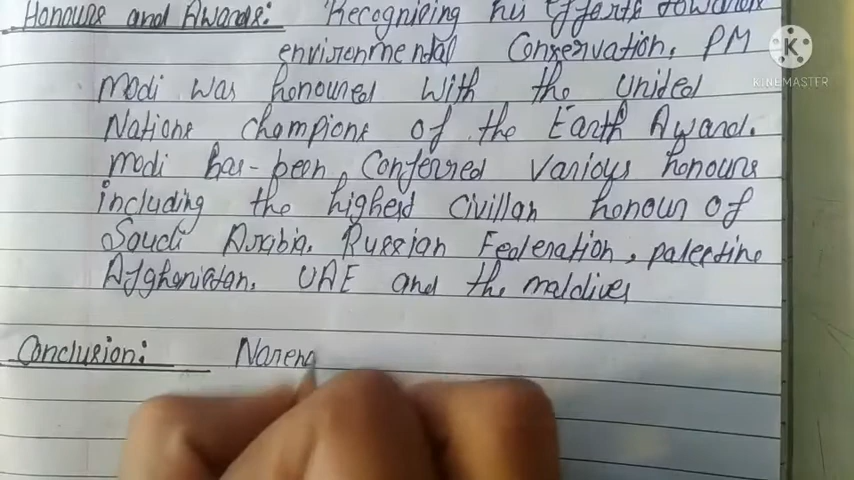 Honours and Awards: Recognising his efforts towards
environmental Conservation, PM
Modi was honoured with the United
Nations champions of the Earth Award.
Modi has-been Conferred various honours
including the highest civilian honour of
Saudi Arabia. Russian Federation, palestine
Afghanistan, UAE and the maldives
Conclusion: Narend
KINEMASTER